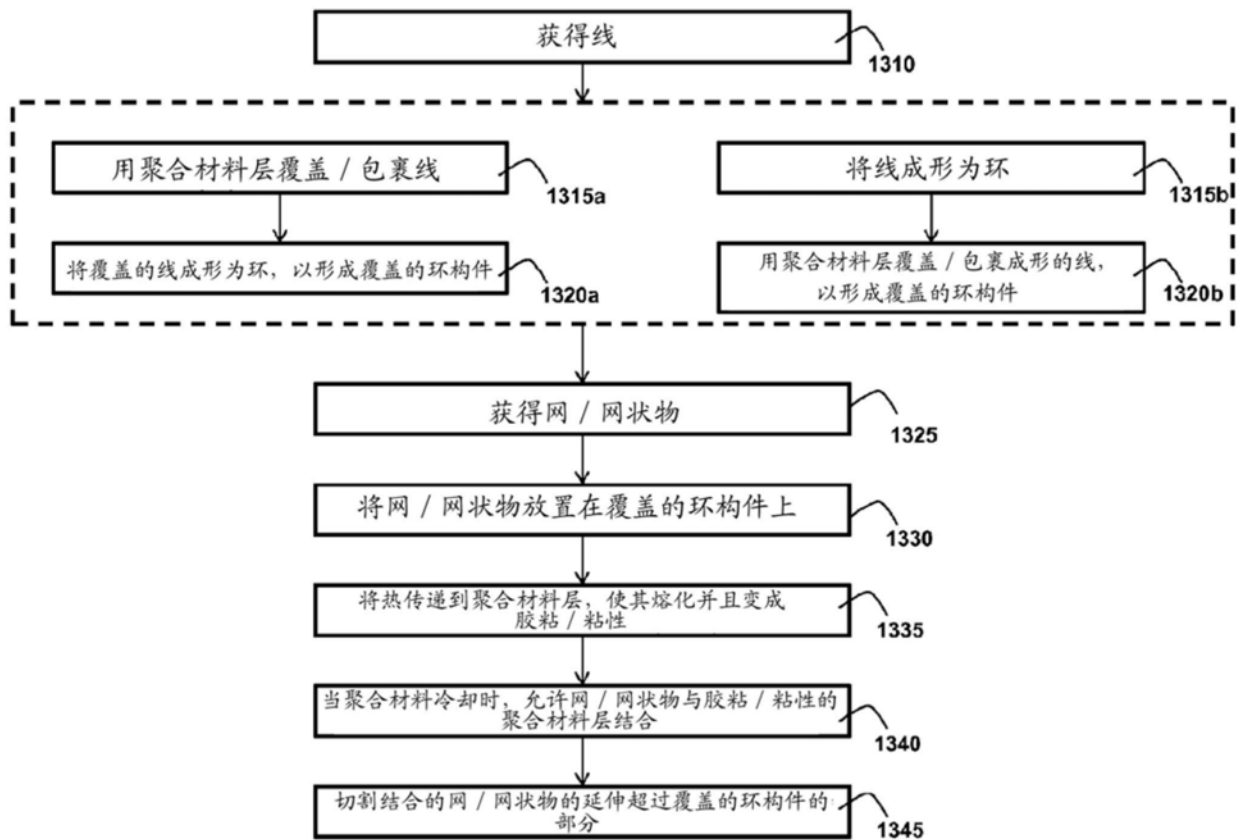 获得线
1310
用聚合材料层覆盖／包裹线
1315a
将覆盖的线成形为环，以形成覆盖的环构件
1320a
将线成形为环
1315b
用聚合材料层覆盖／包裹成形的线，
以形成覆盖的环构件
1320b
获得网／网状物
1325
将网／网状物放置在覆盖的环构件上
1330
将热传递到聚合材料层，使其熔化并且变成
胶粘／粘性
1335
当聚合材料冷却时，允许网／网状物与胶粘／粘性的
聚合材料层结合
1340
切割结合的网／网状物的延伸超过覆盖的环构件的
部分
1345